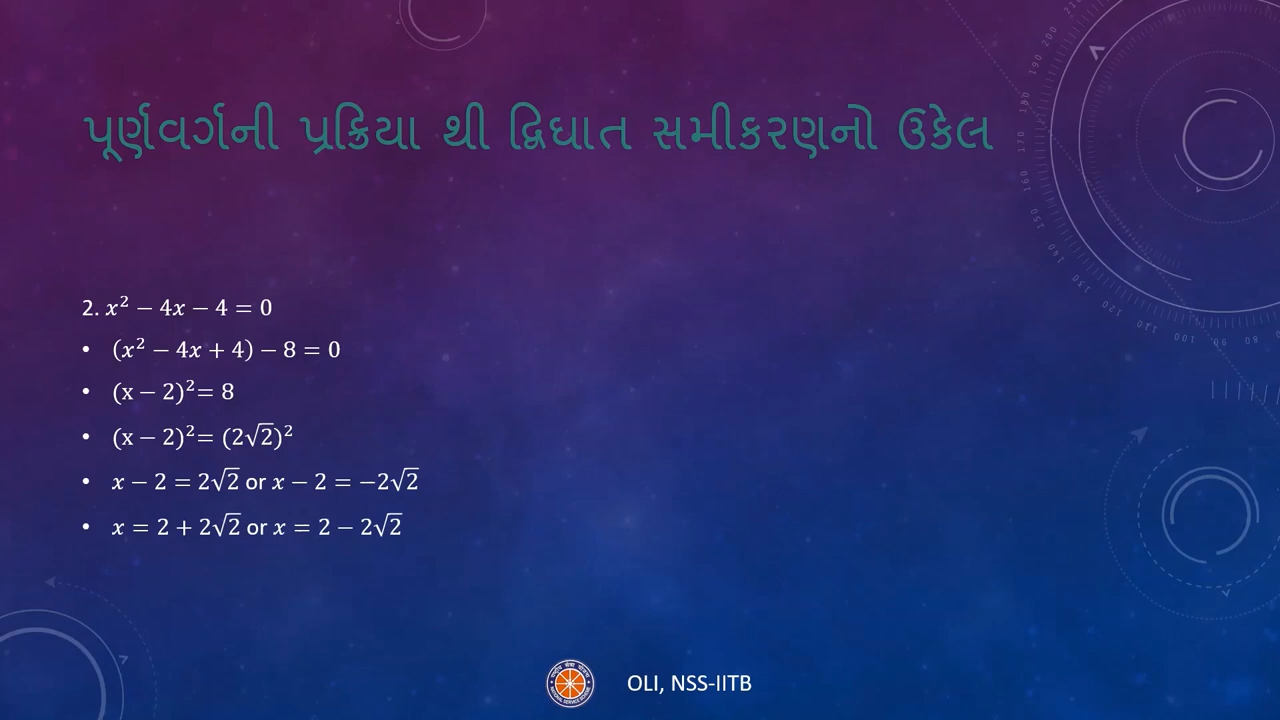 પૂર્ણવર્ગની પ્રક્રિયા થી દ્વિઘાત સમીકરણનો ઉકેલ
2. x² − 4x − 4 = 0
• (x² − 4x + 4) − 8 = 0
• (x − 2)²= 8
• (x − 2)²= (2√2)²
• x − 2 = 2√2 or x − 2 = −2√2
• x = 2 + 2√2 or x = 2 − 2√2
OLI, NSS-IITB